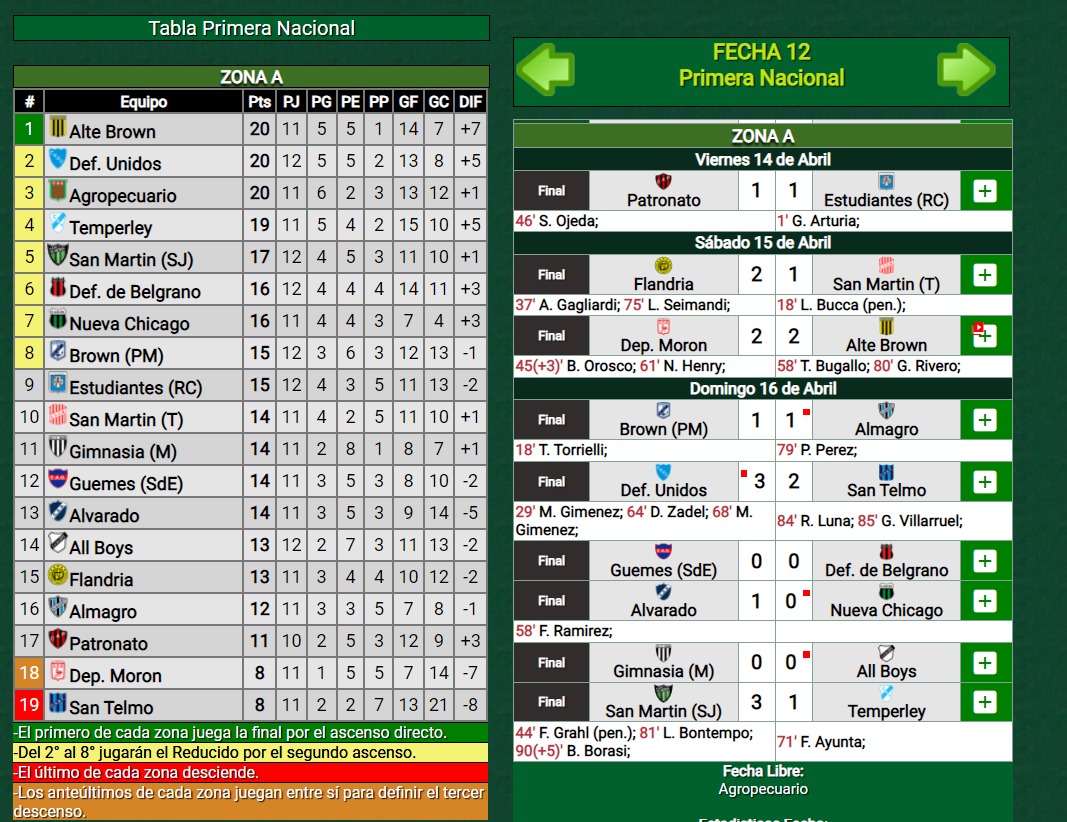 Tabla Primera Nacional
ZONA A
# Equipo Pts PJ PG PE PP GF GC DIF
1 Alte Brown 20 11 5 5 1 14 7 +7
2 Def. Unidos 20 12 5 5 2 13 8 +5
3 Agropecuario 20 11 6 2 3 13 12 +1
4 Temperley 19 11 5 4 2 15 10 +5
5 San Martin (SJ) 17 12 4 5 3 11 10 +1
6 Def. de Belgrano 16 12 4 4 4 14 11 +3
7 Nueva Chicago 16 11 4 4 3 7 4 +3
8 Brown (PM) 15 12 3 6 3 12 13 -1
9 Estudiantes (RC) 15 12 4 3 5 11 13 -2
10 San Martin (T) 14 11 4 2 5 11 10 +1
11 Gimnasia (M) 14 11 2 8 1 8 7 +1
12 Guemes (SdE) 14 11 3 5 3 8 10 -2
13 Alvarado 14 11 3 5 3 9 14 -5
14 All Boys 13 12 2 7 3 11 13 -2
15 Flandria 13 11 3 4 4 10 12 -2
16 Almagro 12 11 3 3 5 7 8 -1
17 Patronato 11 10 2 5 3 12 9 +3
18 Dep. Moron 8 11 1 5 5 7 14 -7
19 San Telmo 8 11 2 2 7 13 21 -8
-El primero de cada zona juega la final por el ascenso directo.
-Del 2° al 8° jugarán el Reducido por el segundo ascenso.
-El último de cada zona desciende.
-Los anteúltimos de cada zona juegan entre sí para definir el tercer
descenso.
FECHA 12
Primera Nacional
ZONA A
Viernes 14 de Abril
Final Patronato 1 1 Estudiantes (RC)
46' S. Ojeda; 1' G. Arturia;
Sábado 15 de Abril
Final Flandria 2 1 San Martin (T)
37' A. Gagliardi; 75' L. Seimandi; 18' L. Bucca (pen.);
Final Dep. Moron 2 2 Alte Brown
45(+3)' B. Orosco; 61' N. Henry; 58' T. Bugallo; 80' G. Rivero;
Domingo 16 de Abril
Final Brown (PM) 1 1 Almagro
18' T. Torrielli; 79' P. Perez;
Final Def. Unidos 3 2 San Telmo
29' M. Gimenez; 64' D. Zadel; 68' M.
Gimenez; 84' R. Luna; 85' G. Villarruel;
Final Guemes (SdE) 0 0 Def. de Belgrano
Final Alvarado 1 0 Nueva Chicago
58' F. Ramirez;
Final Gimnasia (M) 0 0 All Boys
Final San Martin (SJ) 3 1 Temperley
44' F. Grahl (pen.); 81' L. Bontempo;
90(+5)' B. Borasi; 71' F. Ayunta;
Fecha Libre:
Agropecuario